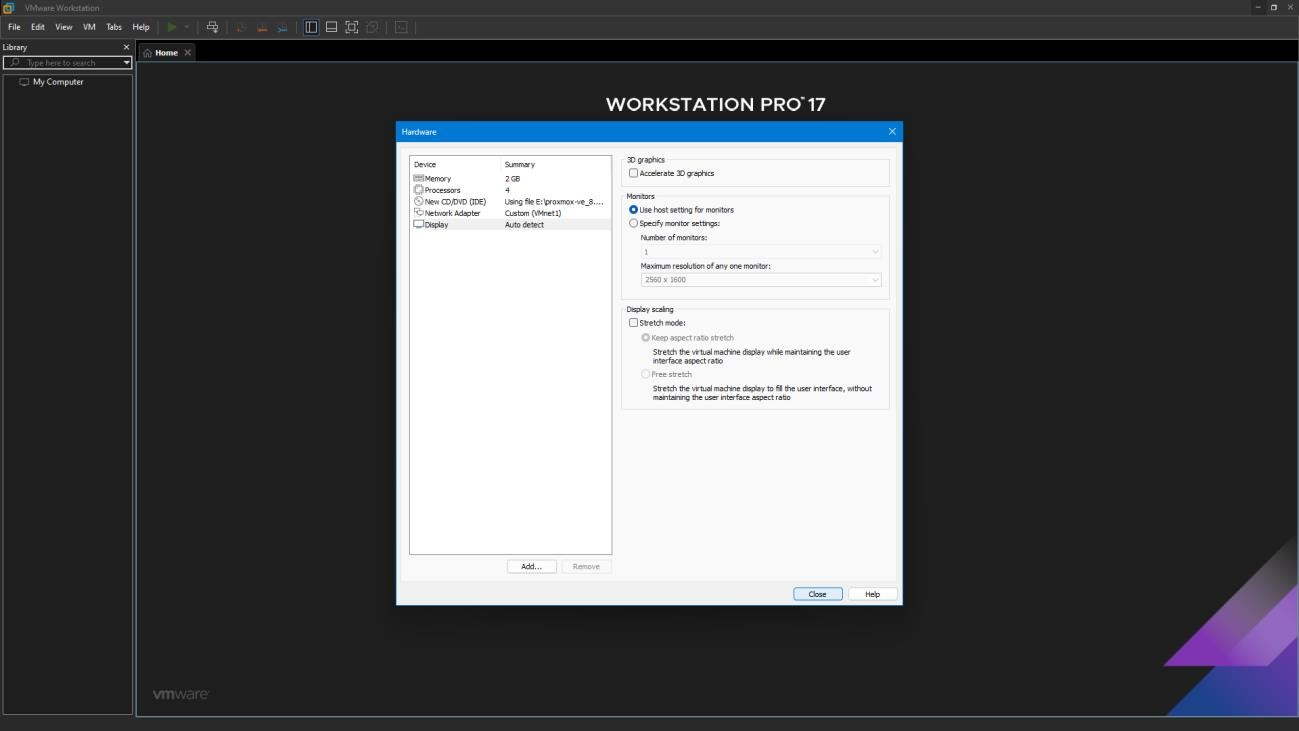 VMware Workstation
File Edit View VM Tabs Help
Library
Home
Type here to search
My Computer
WORKSTATION PRO™ 17
Hardware
Device Summary
Memory 2 GB
Processors 4
New CD/DVD (IDE) Using file E:\proxmox-ve_8....
Network Adapter Custom (VMnet1)
Display Auto detect
Add... Remove
3D graphics
Accelerate 3D graphics
Monitors
Use host setting for monitors
Specify monitor settings:
Number of monitors:
1
Maximum resolution of any one monitor:
2560 x 1600
Display scaling
Stretch mode:
Keep aspect ratio stretch
Stretch the virtual machine display while maintaining the user
interface aspect ratio
Free stretch
Stretch the virtual machine display to fill the user interface, without
maintaining the user interface aspect ratio
Close Help
vmware